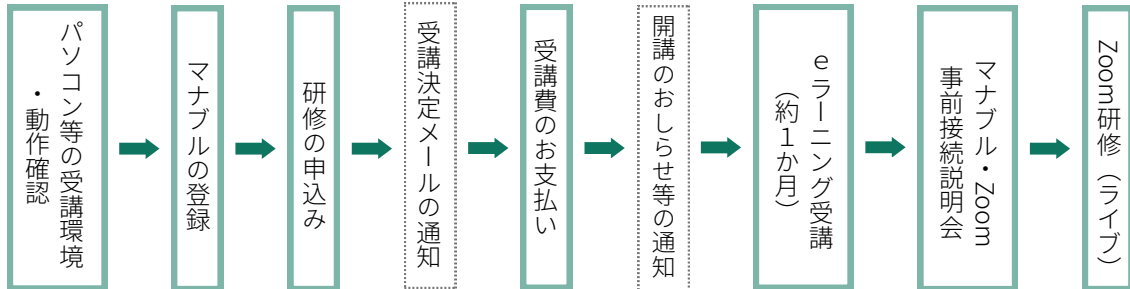 パソコン等の受講環境
・動作確認
マナブルの登録
研修の申込み
受講決定メールの通知
受講費のお支払い
開講のおしらせ等の通知
eラーニング受講
（約1か月）
マナブル・Zoom
事前接続説明会
Zoom研修（ライブ）